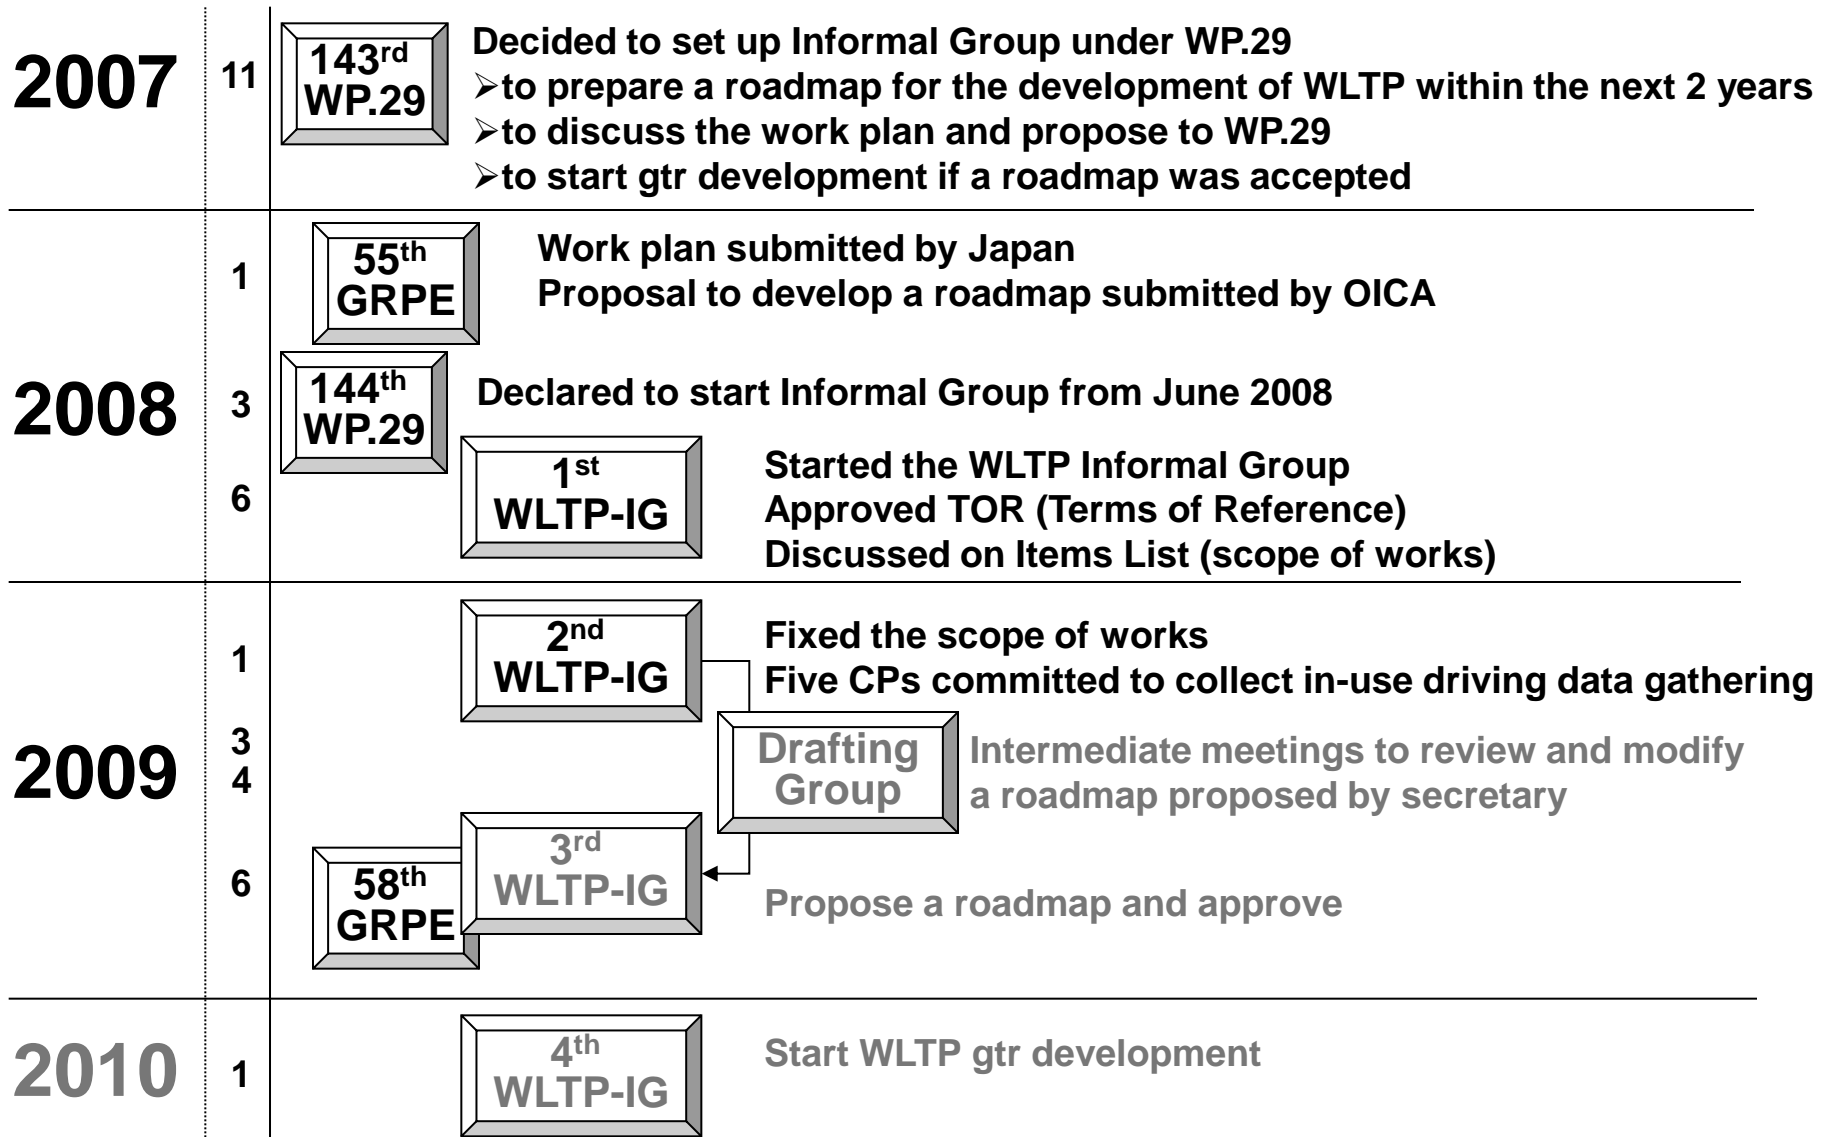 2007
11
143rd
WP.29
Decided to set up Informal Group under WP.29
➢to prepare a roadmap for the development of WLTP within the next 2 years
➢to discuss the work plan and propose to WP.29
➢to start gtr development if a roadmap was accepted
2008
1
55th
GRPE
Work plan submitted by Japan
Proposal to develop a roadmap submitted by OICA
3
144th
WP.29
Declared to start Informal Group from June 2008
6
1st
WLTP-IG
Started the WLTP Informal Group
Approved TOR (Terms of Reference)
Discussed on Items List (scope of works)
2009
1
2nd
WLTP-IG
Fixed the scope of works
Five CPs committed to collect in-use driving data gathering
3
4
Drafting
Group
Intermediate meetings to review and modify
a roadmap proposed by secretary
6
58th
GRPE
3rd
WLTP-IG
Propose a roadmap and approve
2010
1
4th
WLTP-IG
Start WLTP gtr development